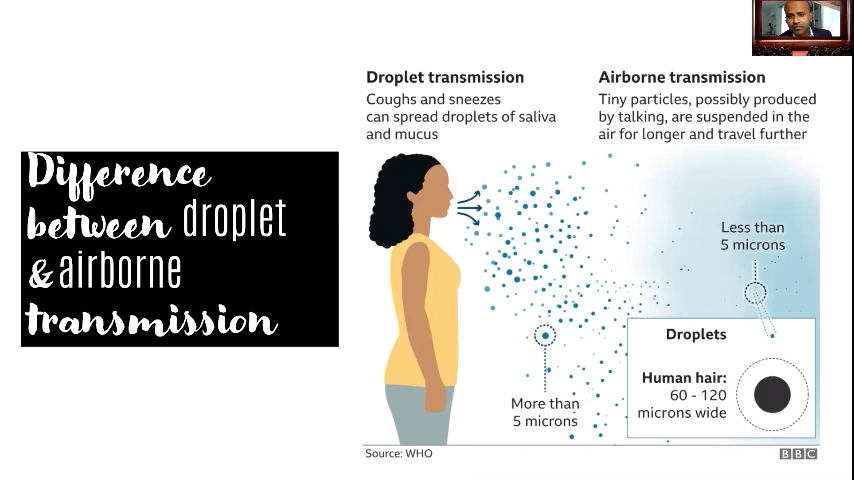 Difference
between droplet
& airborne
transmission
Droplet transmission
Coughs and sneezes
can spread droplets of saliva
and mucus
Airborne transmission
Tiny particles, possibly produced
by talking, are suspended in the
air for longer and travel further
Less than
5 microns
More than
5 microns
Droplets
Human hair:
60 - 120
microns wide
Source: WHO
BBC